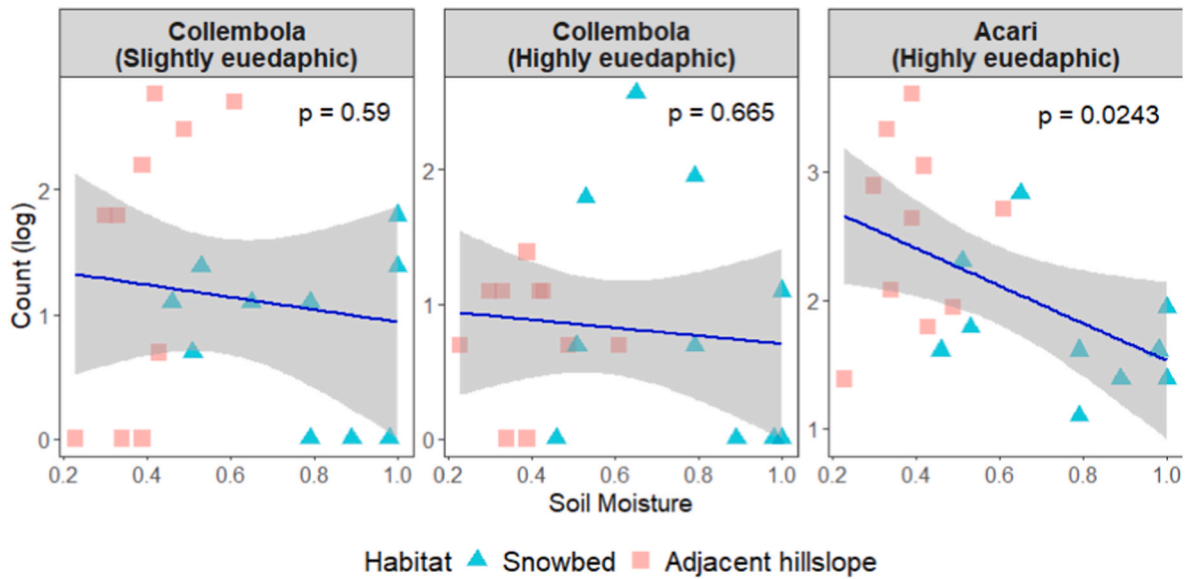 Collembola
(Slightly euedaphic)
Collembola
(Highly euedaphic)
Acari
(Highly euedaphic)
p = 0.59
p = 0.665
p = 0.0243
Count (log)
2
1
0
2
1
0
3
2
1
0.2 0.4 0.6 0.8 1.0
0.2 0.4 0.6 0.8 1.0
0.2 0.4 0.6 0.8 1.0
Soil Moisture
Habitat Snowbed Adjacent hillslope